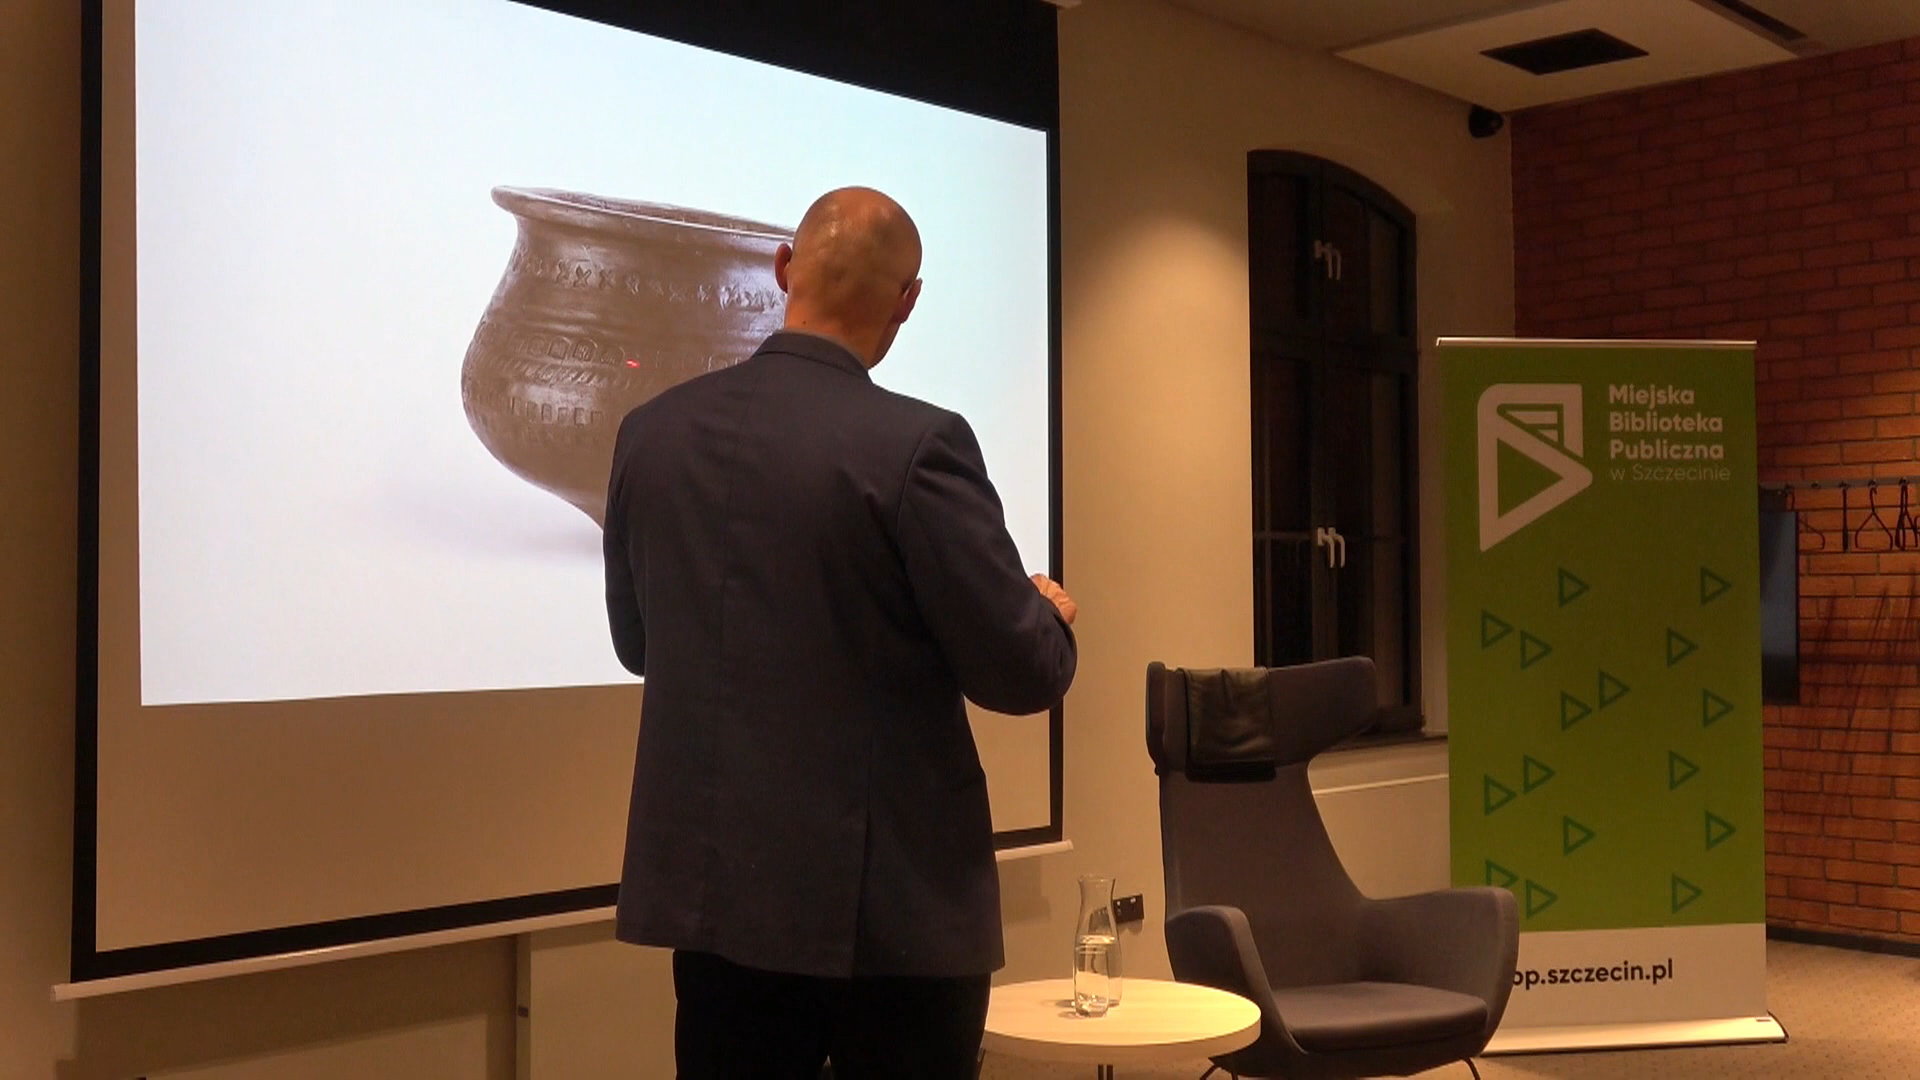 Miejska
Biblioteka
Publiczna
w Szczecinie
op.szczecin.pl